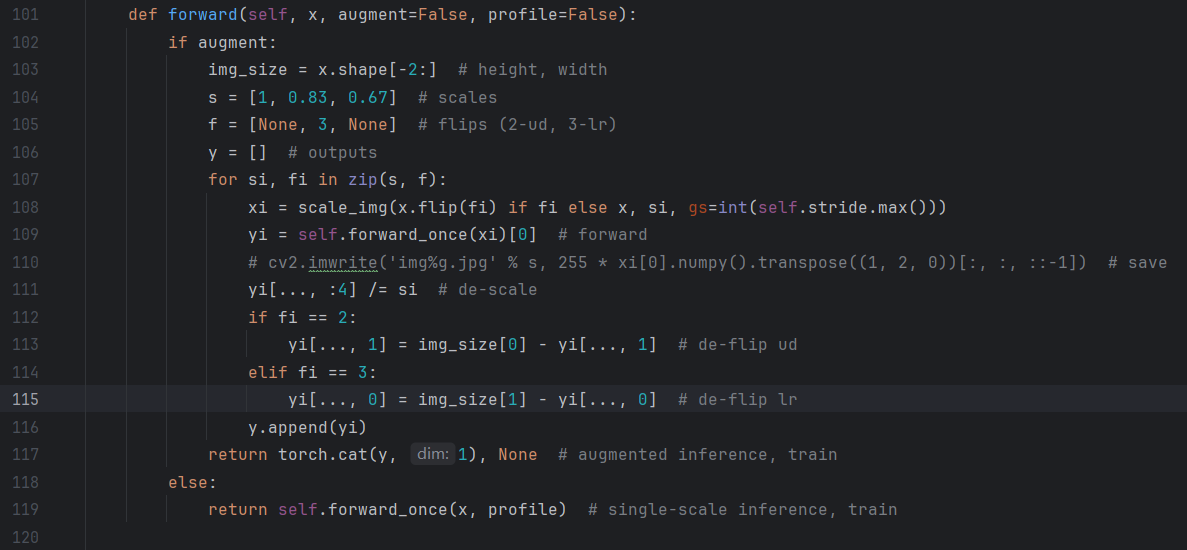 101 def forward(self, x, augment=False, profile=False):
102 if augment:
103 img_size = x.shape[-2:]  # height, width
104 s = [1, 0.83, 0.67]  # scales
105 f = [None, 3, None]  # flips (2-ud, 3-lr)
106 y = []  # outputs
107 for si, fi in zip(s, f):
108 xi = scale_img(x.flip(fi) if fi else x, si, gs=int(self.stride.max()))
109 yi = self.forward_once(xi)[0]  # forward
110 # cv2.imwrite('img%g.jpg' % s, 255 * xi[0].numpy().transpose((1, 2, 0))[:, :, ::-1])  # save
111 yi[..., :4] /= si  # de-scale
112 if fi == 2:
113 yi[..., 1] = img_size[0] - yi[..., 1]  # de-flip ud
114 elif fi == 3:
115 yi[..., 0] = img_size[1] - yi[..., 0]  # de-flip lr
116 y.append(yi)
117 return torch.cat(y, dim: 1), None  # augmented inference, train
118 else:
119 return self.forward_once(x, profile)  # single-scale inference, train
120